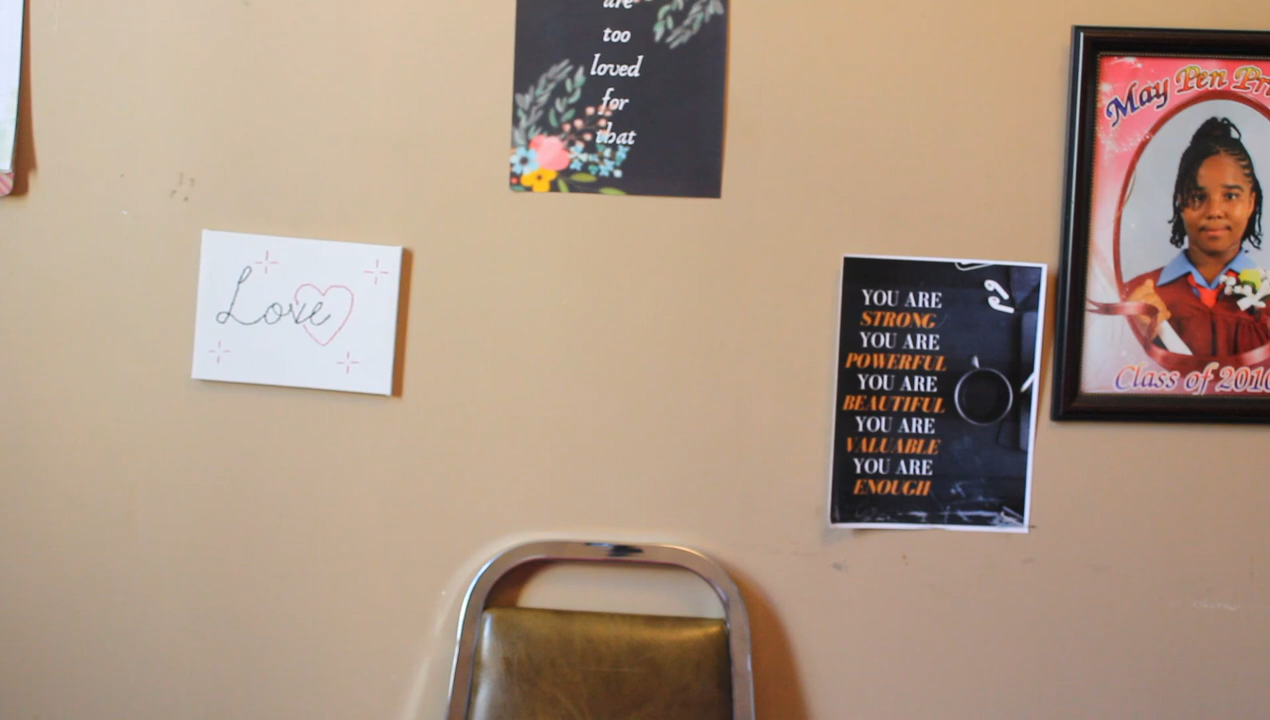 are
too
loved
for
that
Love
YOU ARE
STRONG
YOU ARE
POWERFUL
YOU ARE
BEAUTIFUL
YOU ARE
VALUABLE
YOU ARE
ENOUGH
May Pen
Class of 2010